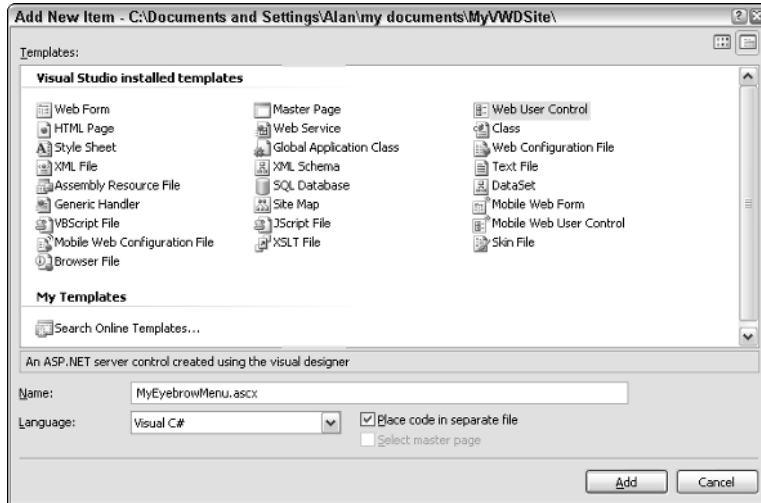 Add New Item - C:\Documents and Settings\Alan\my documents\MyVWDSite\
Templates:
Visual Studio installed templates
Web Form
Master Page
Web User Control
HTML Page
Web Service
Class
Style Sheet
Global Application Class
Web Configuration File
XML File
XML Schema
Text File
Assembly Resource File
SQL Database
DataSet
Generic Handler
Site Map
Mobile Web Form
VBScript File
JScript File
Mobile Web User Control
Mobile Web Configuration File
XSLT File
Skin File
Browser File
My Templates
Search Online Templates...
An ASP.NET server control created using the visual designer
Name: MyEyebrowMenu.ascx
Language: Visual C# Place code in separate file
Select master page
Add Cancel